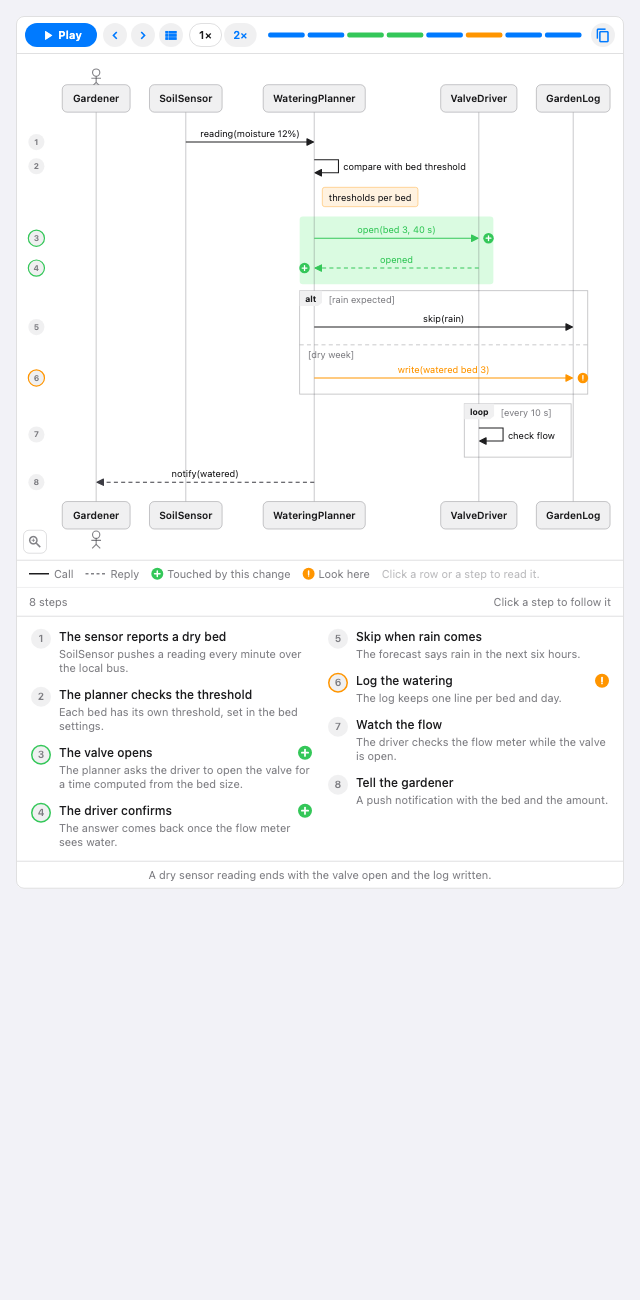 Play
1×
2×
Gardener
SoilSensor
WateringPlanner
ValveDriver
GardenLog
1
reading(moisture 12%)
2
compare with bed threshold
thresholds per bed
3
open(bed 3, 40 s)
4
opened
alt
[rain expected]
5
skip(rain)
[dry week]
6
write(watered bed 3)
!
loop
[every 10 s]
7
check flow
8
notify(watered)
Gardener
SoilSensor
WateringPlanner
ValveDriver
GardenLog
Call
Reply
Touched by this change
! Look here
Click a row or a step to read it.
8 steps
Click a step to follow it
1
The sensor reports a dry bed
SoilSensor pushes a reading every minute over
the local bus.
2
The planner checks the threshold
Each bed has its own threshold, set in the bed
settings.
3
The valve opens
The planner asks the driver to open the valve for
a time computed from the bed size.
4
The driver confirms
The answer comes back once the flow meter
sees water.
5
Skip when rain comes
The forecast says rain in the next six hours.
6
Log the watering
!
The log keeps one line per bed and day.
7
Watch the flow
The driver checks the flow meter while the valve
is open.
8
Tell the gardener
A push notification with the bed and the amount.
A dry sensor reading ends with the valve open and the log written.